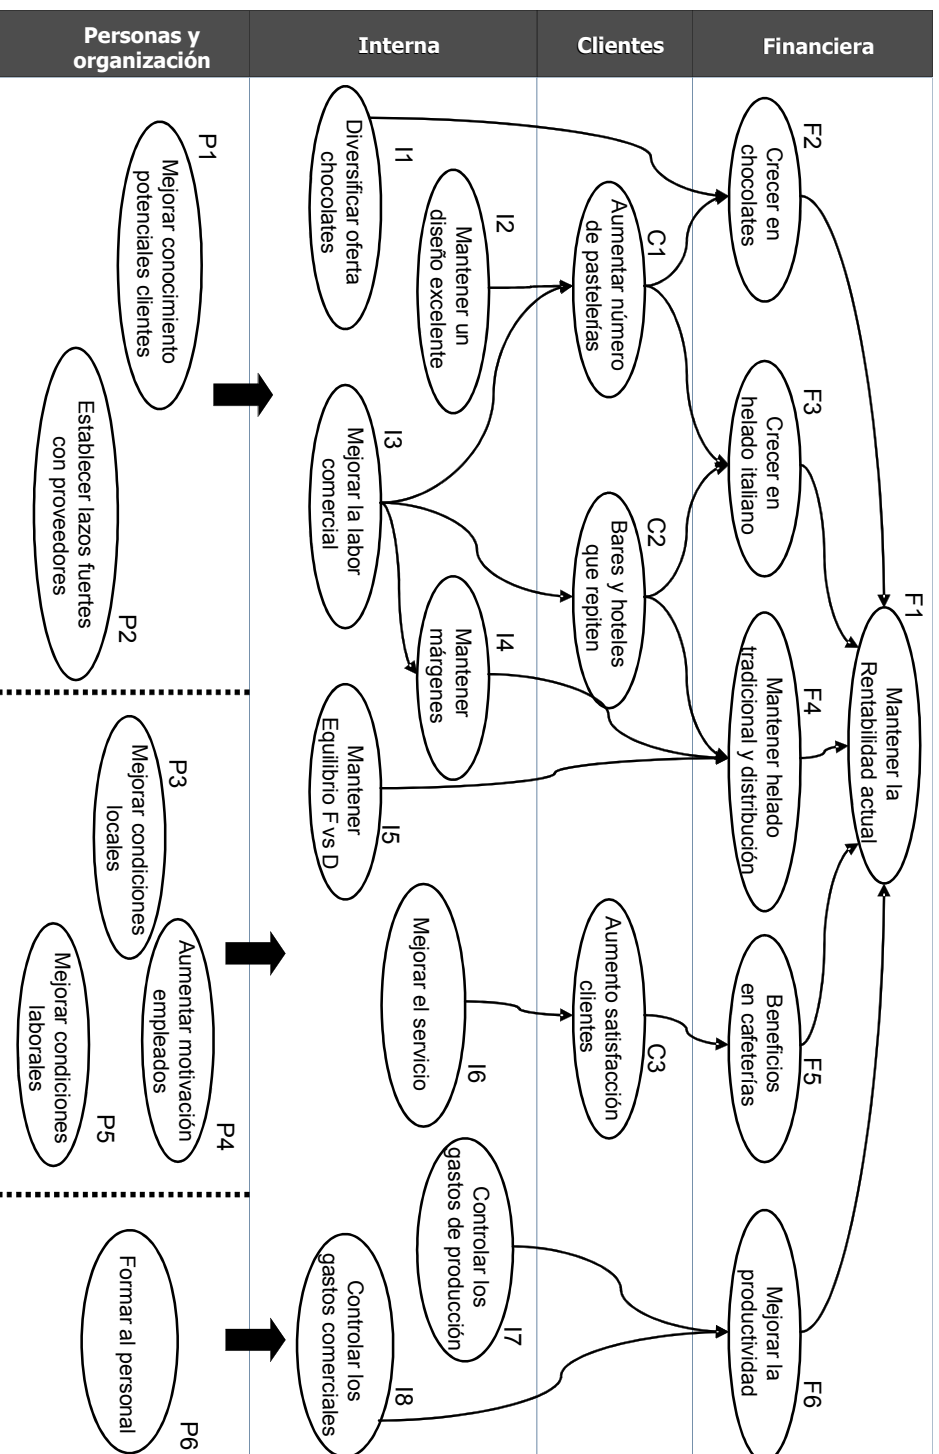 Personas y
organización
Interna
Clientes
Financiera
F1
Mantener la
Rentabilidad actual
F2
Crecer en
chocolates
F3
Crecer en
helado italiano
F4
Mantener helado
tradicional y distribución
F5
Beneficios
en cafeterías
F6
Mejorar la
productividad
C1
Aumentar número
de pastelerías
C2
Bares y hoteles
que repiten
C3
Aumento satisfacción
clientes
I1
Diversificar oferta
chocolates
I2
Mantener un
diseño excelente
I3
Mejorar la labor
comercial
I4
Mantener
márgenes
I5
Mantener
Equilibrio F vs D
I6
Mejorar el servicio
I7
Controlar los
gastos de producción
I8
Controlar los
gastos comerciales
P1
Mejorar conocimiento
potenciales clientes
P2
Establecer lazos fuertes
con proveedores
P3
Mejorar condiciones
locales
P4
Aumentar motivación
empleados
P5
Mejorar condiciones
laborales
P6
Formar al personal